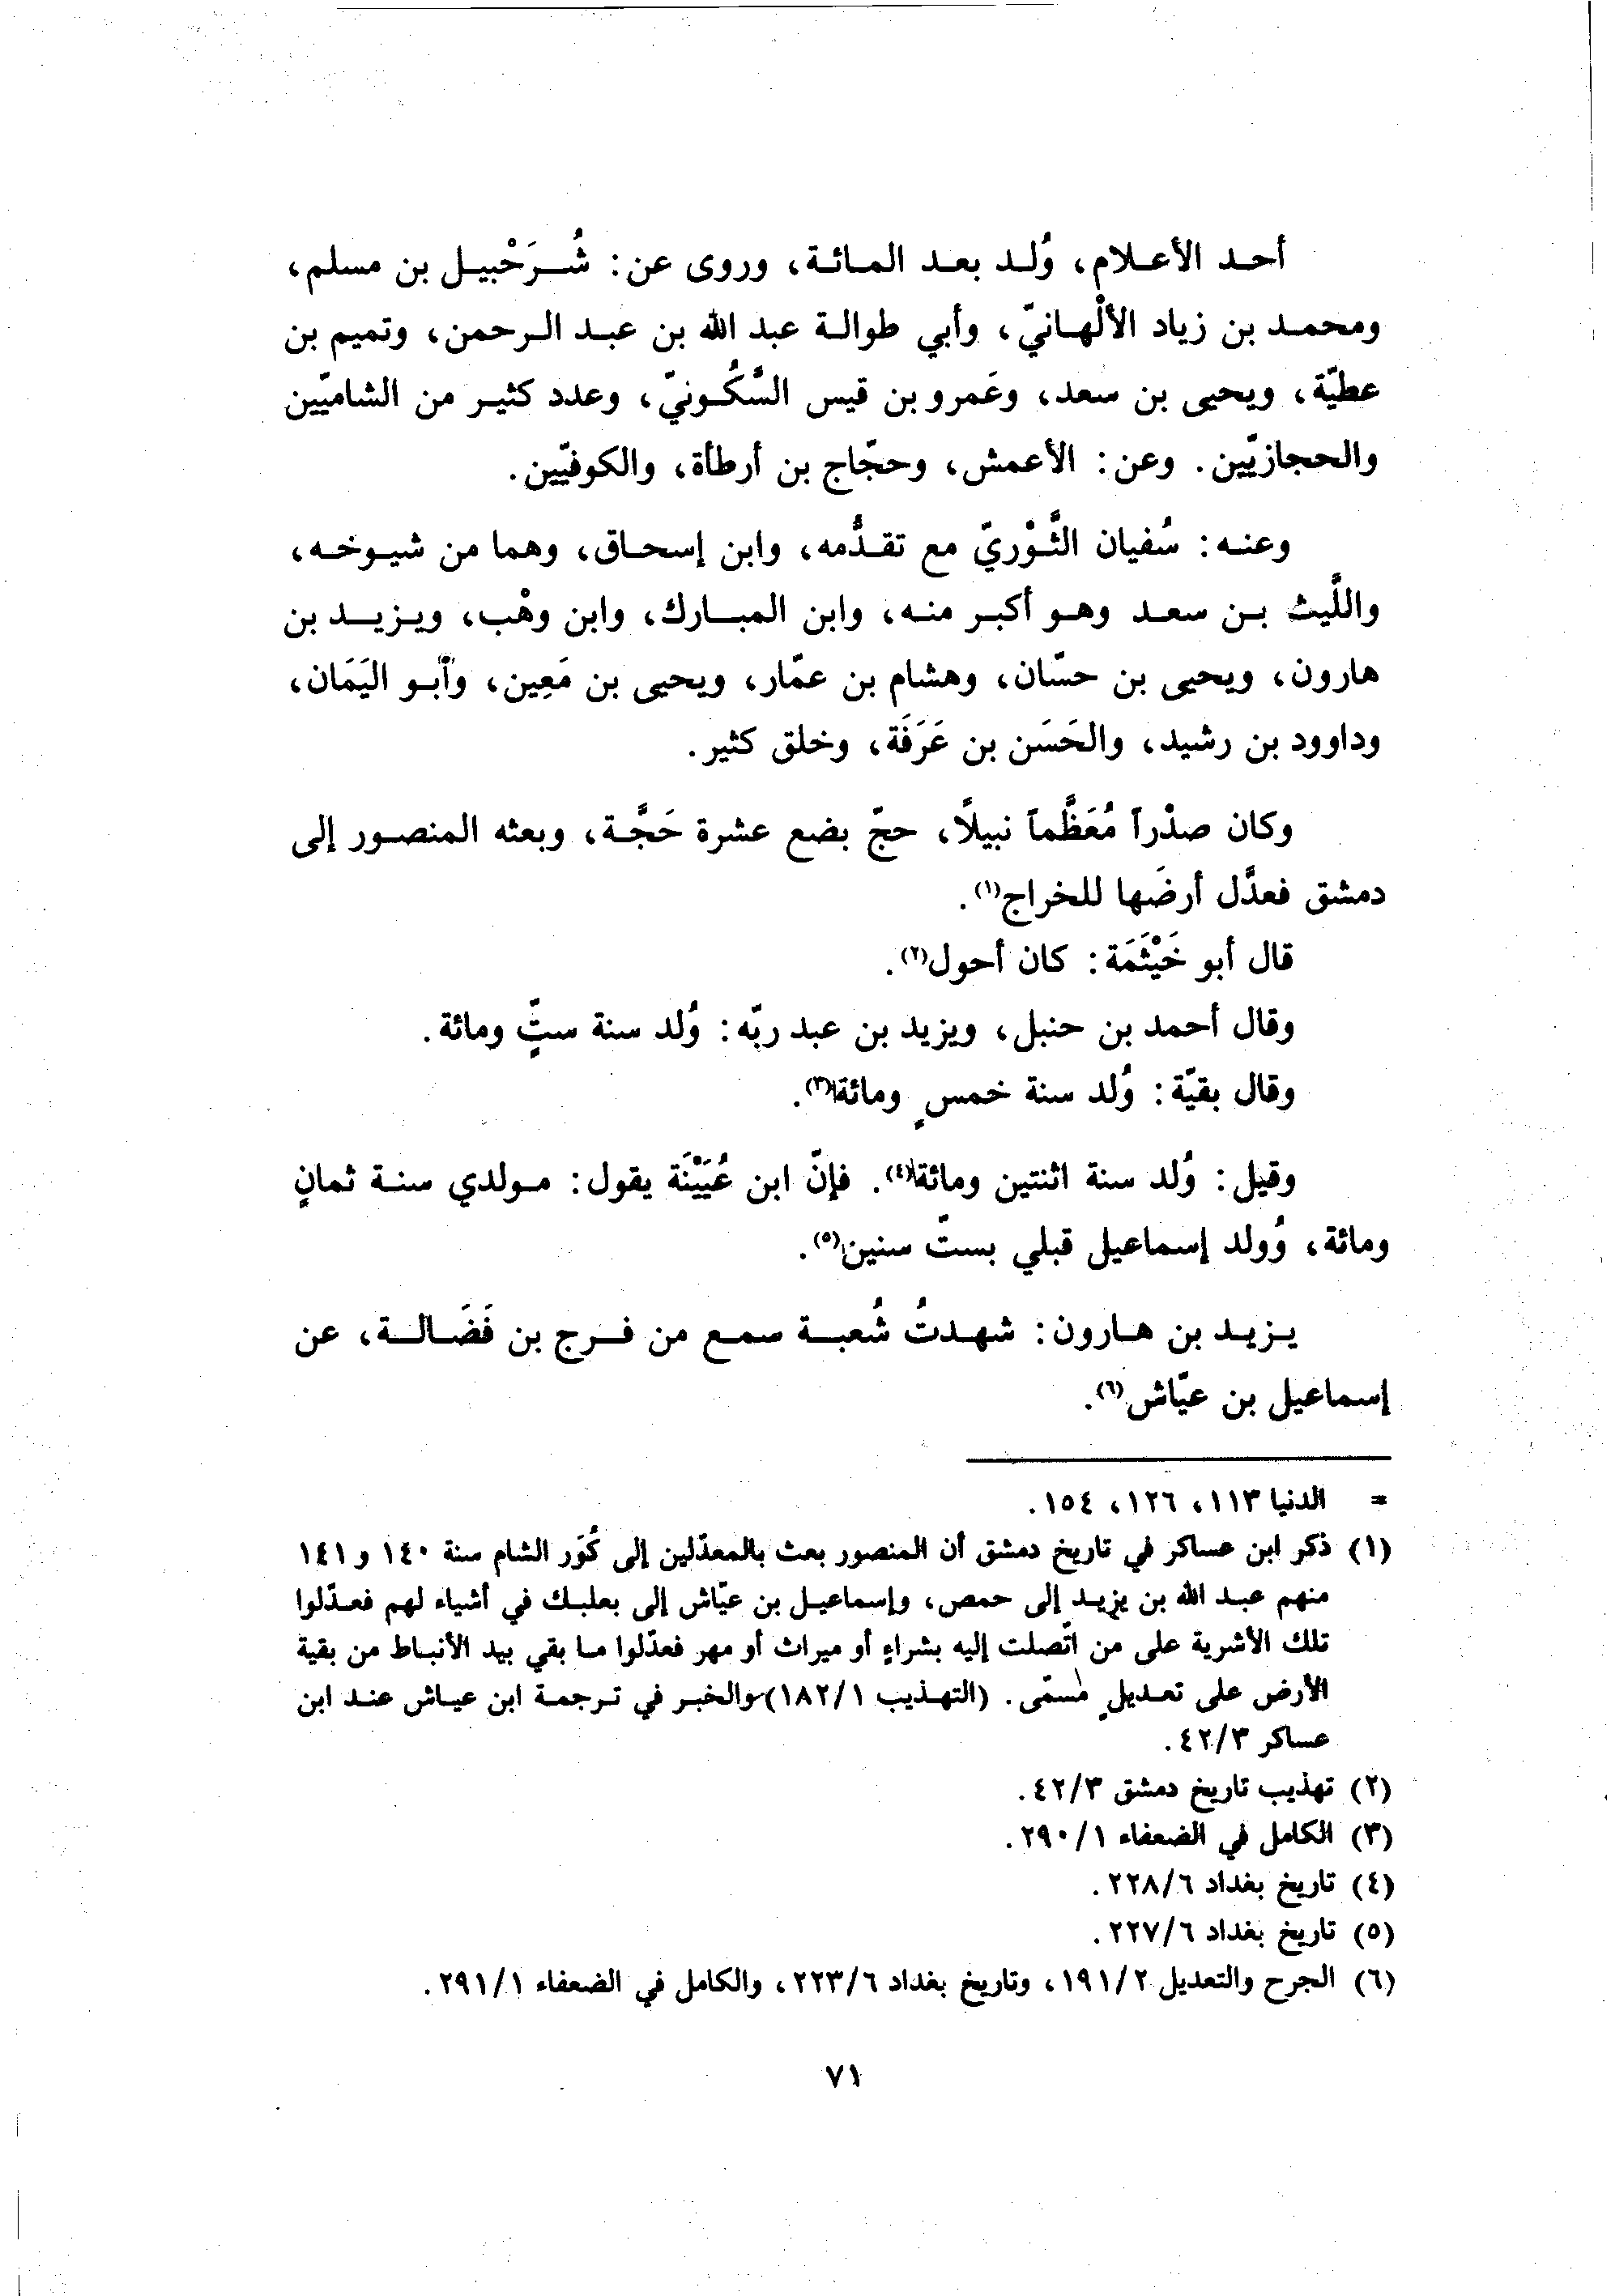 أحد الأعلام، وُلد بعد المائة، وروى عن: شُرَحْبيل بن مسلم،
ومحمد بن زياد الألْهانيّ، وأبي طوالة عبد الله بن عبد الرحمن، وتميم بن
عطيّة، ويحيى بن سعد، وعَمرو بن قيس السَّكُونيّ، وعدد كثير من الشاميّين
والحجازيّين. وعن: الأعمش، وحجّاج بن أرطأة، والكوفيّين.
وعنه: سُفيان الثَّوْريّ مع تقدُّمه، وابن إسحاق، وهما من شيوخه،
واللَّيث بن سعد وهو أكبر منه، وابن المبارك، وابن وهْب، ويزيد بن
هارون، ويحيى بن حسّان، وهشام بن عمّار، ويحيى بن مَعِين، وأبو اليَمَان،
وداوود بن رشيد، والحَسَن بن عَرَفَة، وخلق كثير.
وكان صدْراً مُعَظَّماً نبيلًا، حجّ بضع عشرة حَجَّة، وبعثه المنصور إلى
دمشق فعدَّل أرضَها للخراج(١).
قال أبو خَيْثَمَة: كان أحول(٢).
وقال أحمد بن حنبل، ويزيد بن عبد ربّه: وُلد سنة ستٍّ ومائة.
وقال بقيّة: وُلد سنة خمسٍ ومائة(٣).
وقيل: وُلد سنة اثنتين ومائة(٤). فإنّ ابن عُيَيْنَة يقول: مولدي سنة ثمانٍ
ومائة، وُولد إسماعيل قبلي بستّ سنين(٥).
يزيد بن هارون: شهدتُ شُعبة سمع من فرج بن فَضَالة، عن
إسماعيل بن عيّاش(٦).
= الدنيا ١١٣، ١٢٦، ١٥٤.
(١) ذكر ابن عساكر في تاريخ دمشق أن المنصور بعث بالمعدّلين إلى كُوَر الشام سنة ١٤٠ و ١٤١
منهم عبد الله بن يزيد إلى حمص، وإسماعيل بن عيّاش إلى بعلبك في أشياء لهم فعدّلوا
تلك الأشرية على من اتّصلت إليه بشراءٍ أو ميراث أو مهر فعدّلوا ما بقي بيد الأنباط من بقية
الأرض على تعديلٍ مُسمّى. (التهذيب ١٨٢/١) والخبر في ترجمة ابن عياش عند ابن
عساكر ٤٢/٣.
(٢) تهذيب تاريخ دمشق ٤٢/٣.
(٣) الكامل في الضعفاء ٢٩٠/١.
(٤) تاريخ بغداد ٢٢٨/٦.
(٥) تاريخ بغداد ٢٢٧/٦.
(٦) الجرح والتعديل ١٩١/٢، وتاريخ بغداد ٢٢٣/٦، والكامل في الضعفاء ٢٩١/١.
٧١